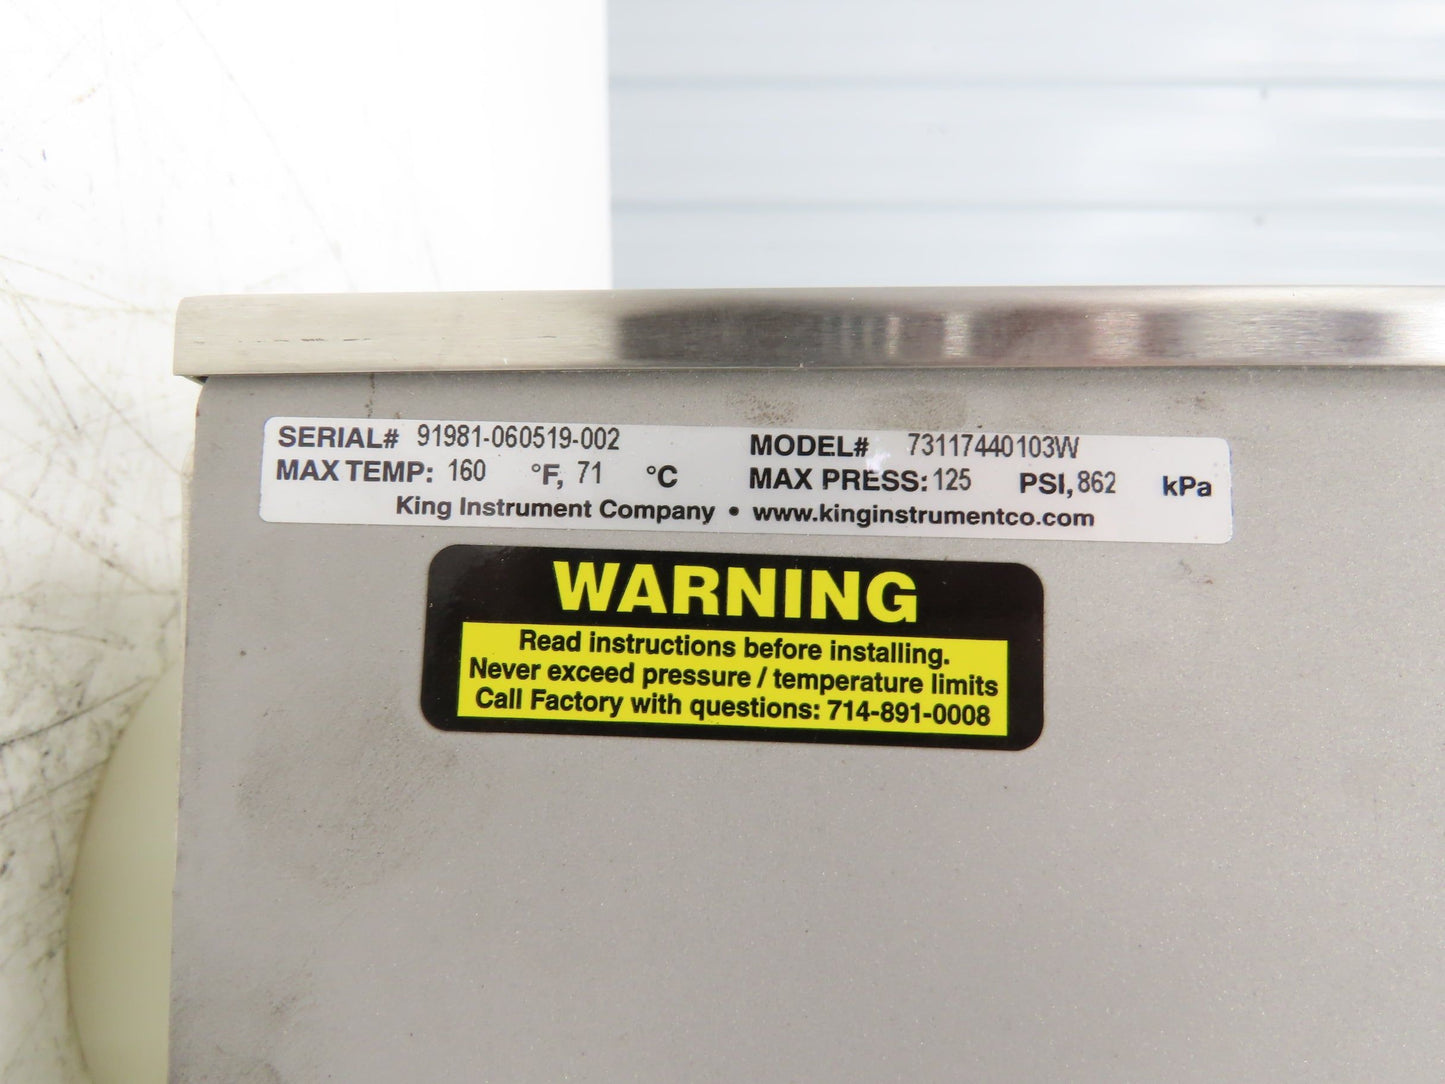 SERIAL# 91981-060519-002 MODEL# 73117440103W
MAX TEMP: 160 °F, 71 °C MAX PRESS: 125 PSI, 862 kPa
King Instrument Company • www.kinginstrumentco.com
WARNING
Read instructions before installing.
Never exceed pressure / temperature limits
Call Factory with questions: 714-891-0008